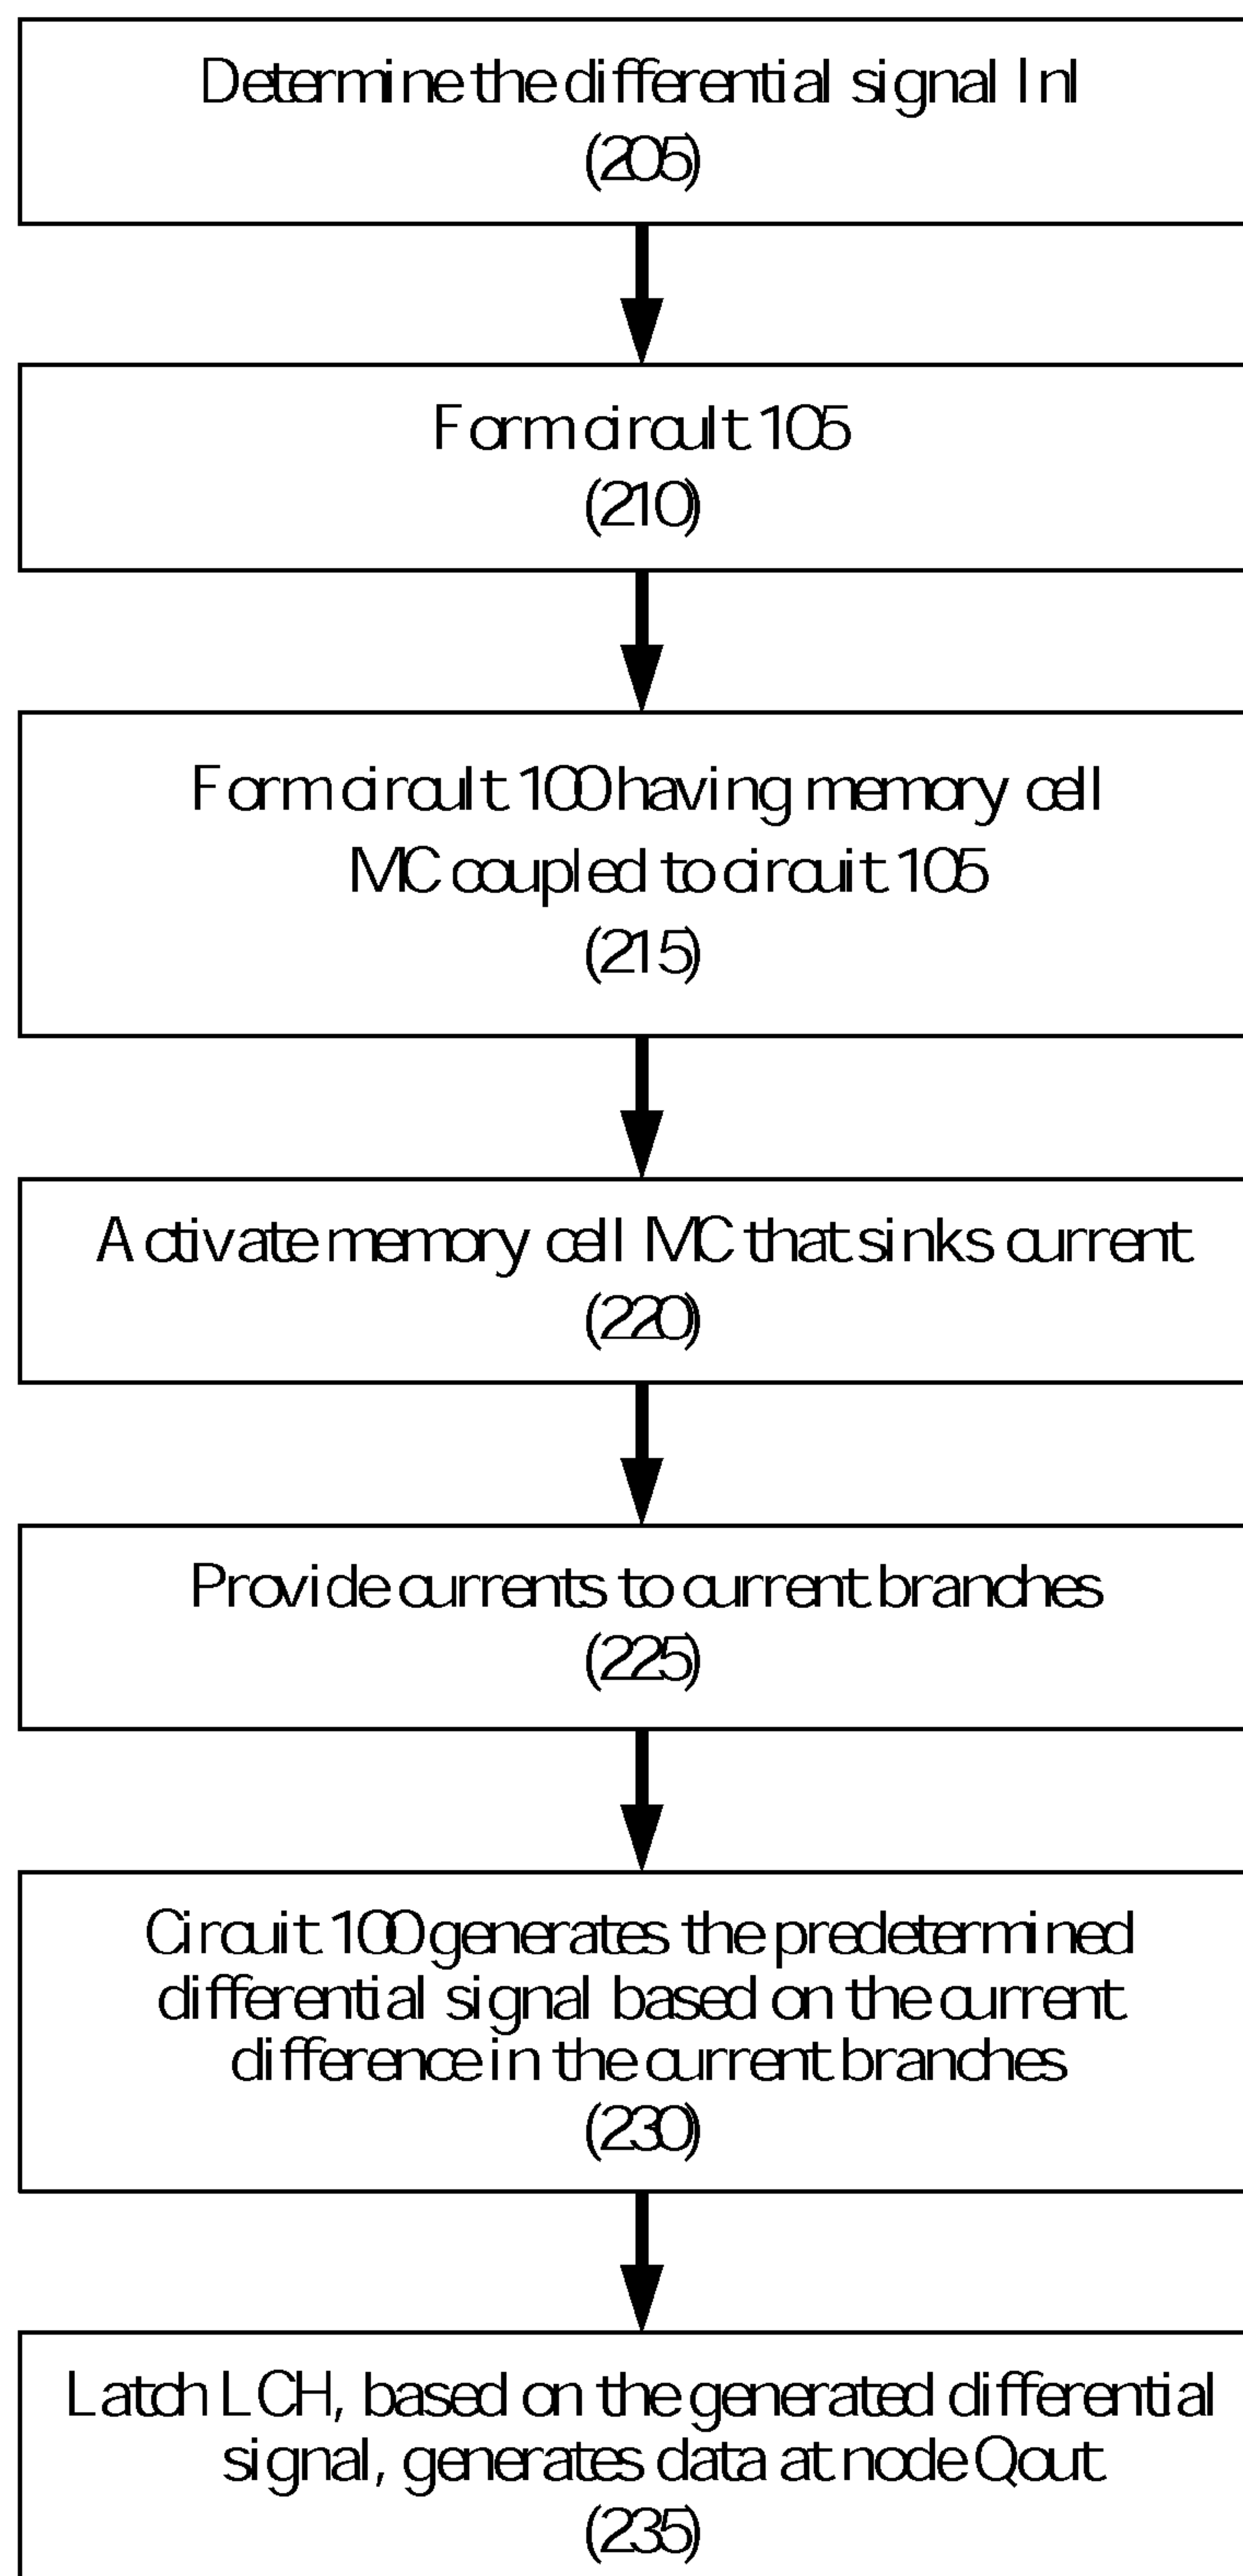 Determine the differential signal InI
(205)
Form circuit 105
(210)
Form circuit 100 having memory cell
MC coupled to circuit 105
(215)
Activate memory cell MC that sinks current
(220)
Provide currents to current branches
(225)
Circuit 100 generates the predetermined
differential signal based on the current
difference in the current branches
(230)
Latch LCH, based on the generated differential
signal, generates data at node Qout
(235)